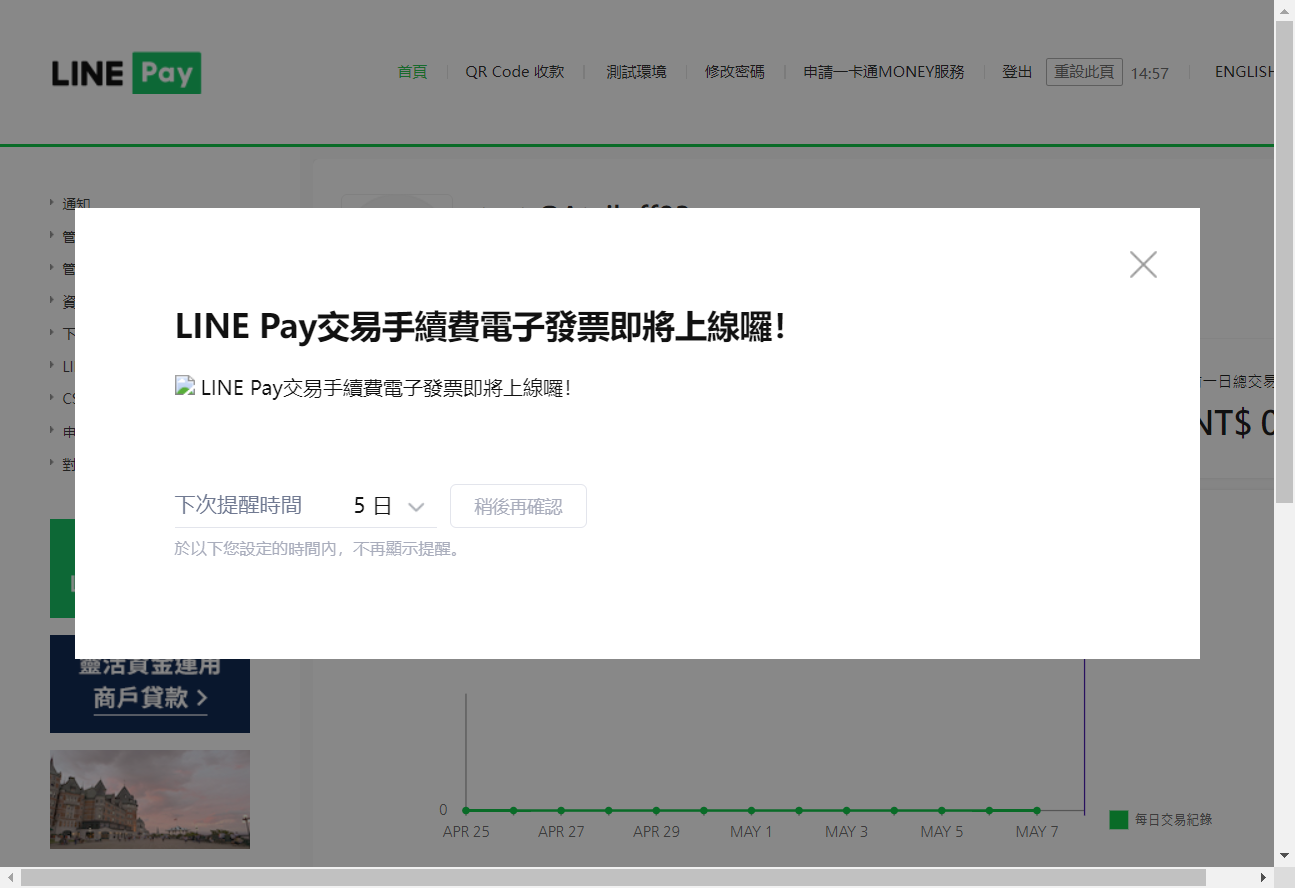 LINE Pay
首頁 QR Code 收款 測試環境 修改密碼 申請一卡通MONEY服務 登出 重設此頁 14:57 ENGLISH
通知
管
管
資
下
LINE Pay交易手續費電子發票即將上線囉！
LINE Pay交易手續費電子發票即將上線囉！
LI
CS
申
對
一日總交易
NT$ 0
下次提醒時間 5 日 稍後再確認
於以下您設定的時間內，不再顯示提醒。
靈活資金運用
商戶貸款
0
APR 25 APR 27 APR 29 MAY 1 MAY 3 MAY 5 MAY 7
每日交易紀錄